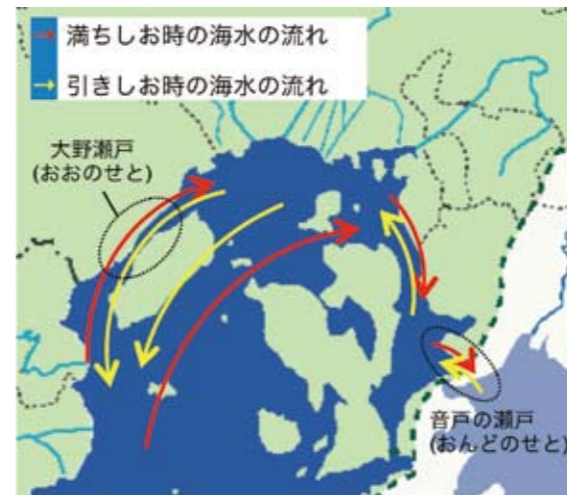 満ちしお時の海水の流れ
引きしお時の海水の流れ
大野瀬戸
(おおのせと)
音戸の瀬戸
(おんどのせと)